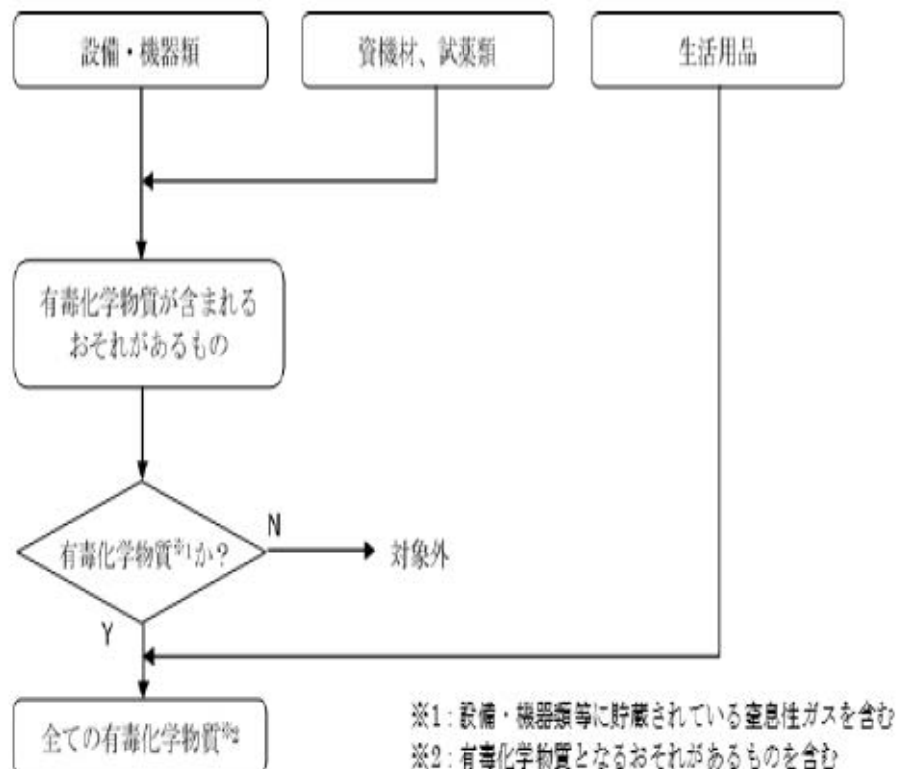 設備・機器類
資機材、試薬類
生活用品
有毒化学物質が含まれる
おそれがあるもの
有毒化学物質※1か?
N
対象外
Y
全ての有毒化学物質※2
※1:設備・機器類等に貯蔵されている窒息性ガスを含む
※2:有毒化学物質となるおそれがあるものを含む